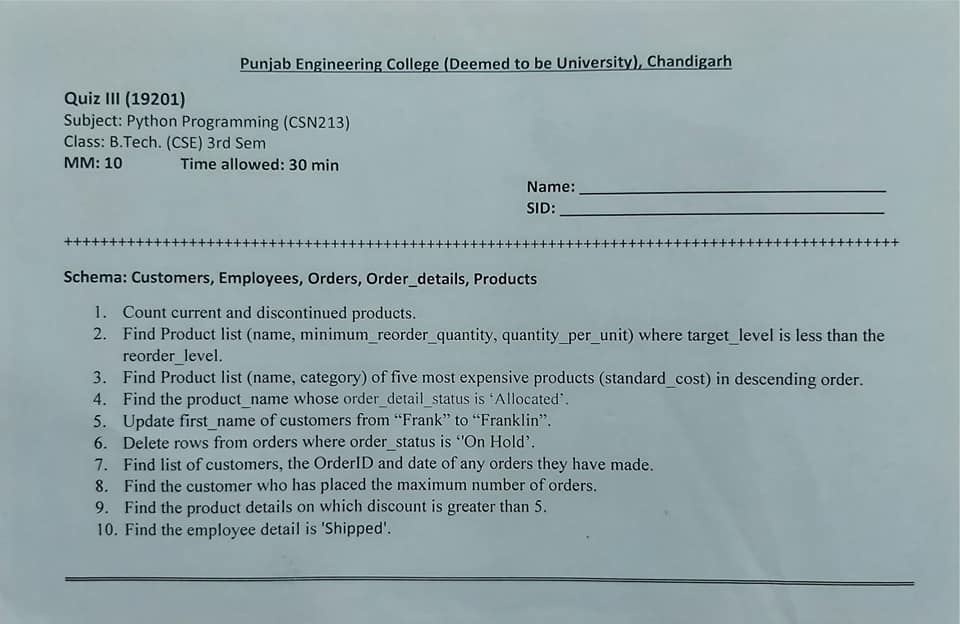 Punjab Engineering College (Deemed to be University), Chandigarh
Quiz III (19201)
Subject: Python Programming (CSN213)
Class: B.Tech. (CSE) 3rd Sem
MM: 10 Time allowed: 30 min
Name: ____________________
SID: ____________________
++++++++++++++++++++++++++++++++++++++++++++++++++++++++++++++++++++++++++++++++++++++++++++
Schema: Customers, Employees, Orders, Order_details, Products
1. Count current and discontinued products.
2. Find Product list (name, minimum_reorder_quantity, quantity_per_unit) where target_level is less than the
reorder_level.
3. Find Product list (name, category) of five most expensive products (standard_cost) in descending order.
4. Find the product_name whose order_detail_status is ‘Allocated’.
5. Update first_name of customers from “Frank” to “Franklin”.
6. Delete rows from orders where order_status is ‘'On Hold’.
7. Find list of customers, the OrderID and date of any orders they have made.
8. Find the customer who has placed the maximum number of orders.
9. Find the product details on which discount is greater than 5.
10. Find the employee detail is 'Shipped'.